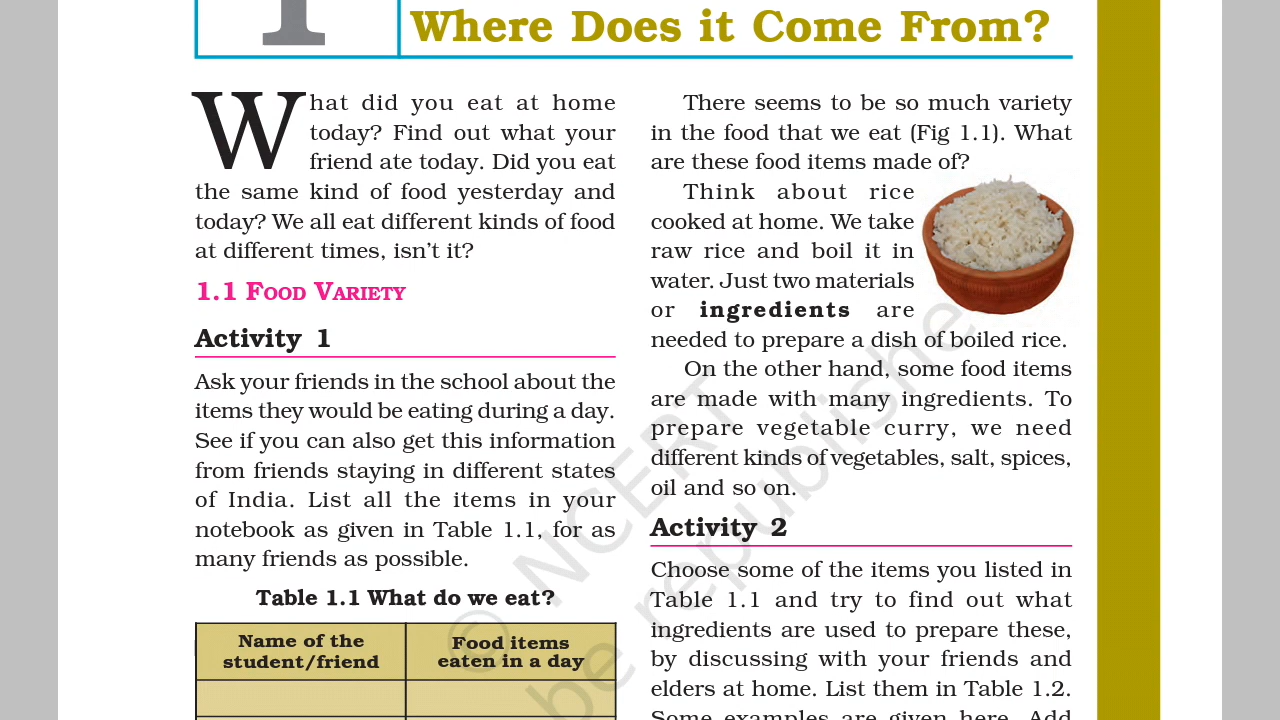 1
Where Does it Come From?
What did you eat at home
today? Find out what your
friend ate today. Did you eat
the same kind of food yesterday and
today? We all eat different kinds of food
at different times, isn't it?
1.1 FOOD VARIETY
Activity 1
Ask your friends in the school about the
items they would be eating during a day.
See if you can also get this information
from friends staying in different states
of India. List all the items in your
notebook as given in Table 1.1, for as
many friends as possible.
Table 1.1 What do we eat?
Name of the
student/friend
Food items
eaten in a day
There seems to be so much variety
in the food that we eat (Fig 1.1). What
are these food items made of?
Think about rice
cooked at home. We take
raw rice and boil it in
water. Just two materials
or ingredients are
needed to prepare a dish of boiled rice.
On the other hand, some food items
are made with many ingredients. To
prepare vegetable curry, we need
different kinds of vegetables, salt, spices,
oil and so on.
Activity 2
Choose some of the items you listed in
Table 1.1 and try to find out what
ingredients are used to prepare these,
by discussing with your friends and
elders at home. List them in Table 1.2.
Some examples are given here. Add
© NCERT
be republishe